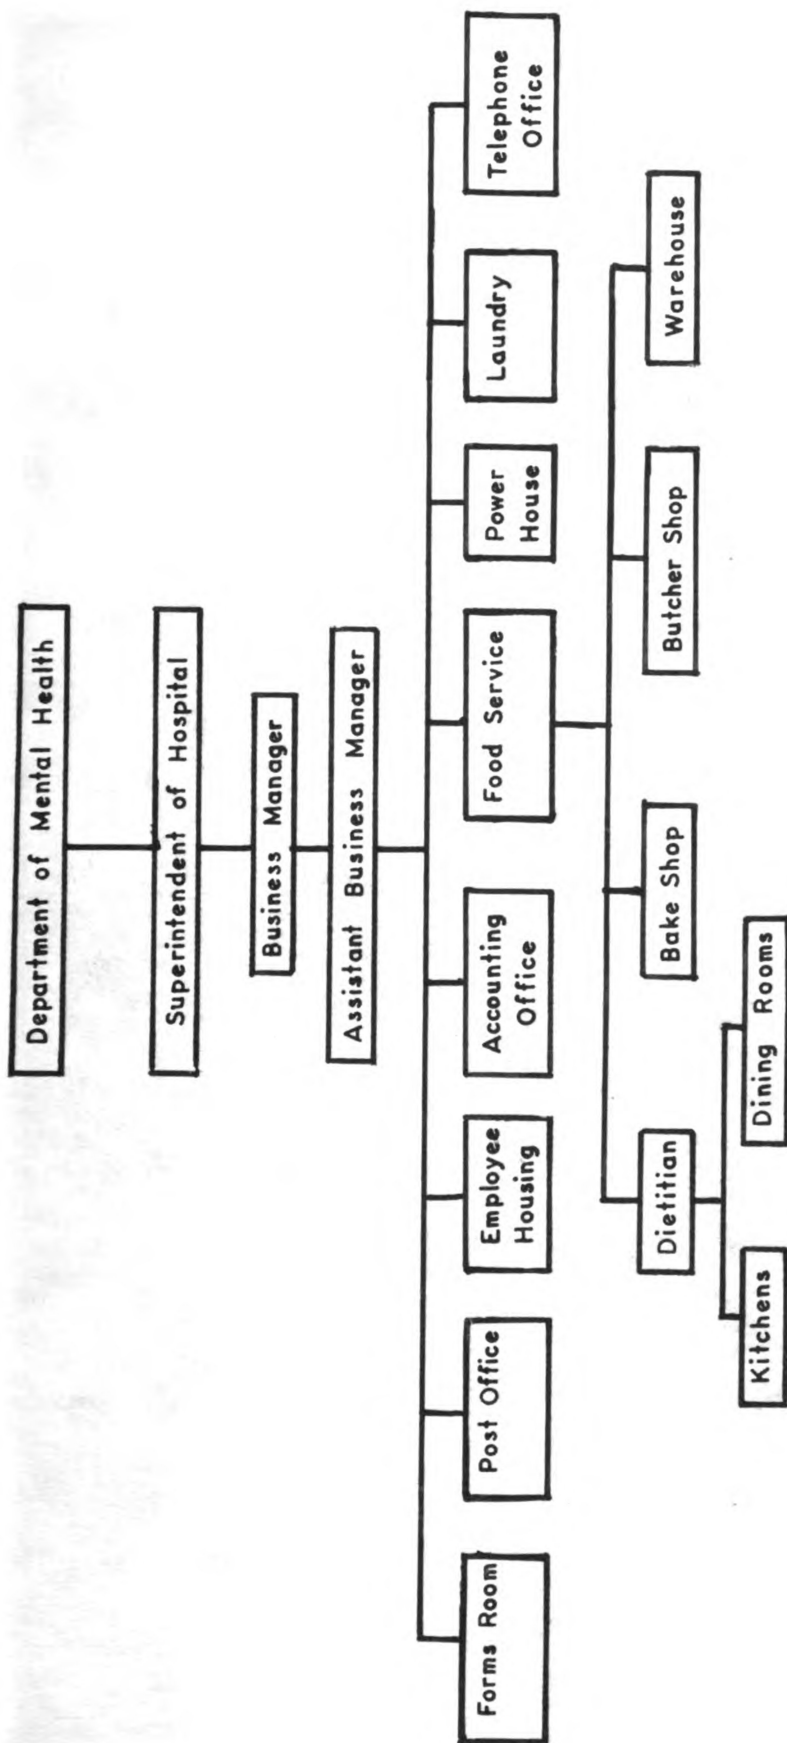 Department of Mental Health
Superintendent of Hospital
Business Manager
Assistant Business Manager
Forms Room
Post Office
Employee
Housing
Accounting
Office
Food Service
Power
House
Laundry
Telephone
Office
Dietitian
Bake Shop
Butcher Shop
Warehouse
Kitchens
Dining Rooms